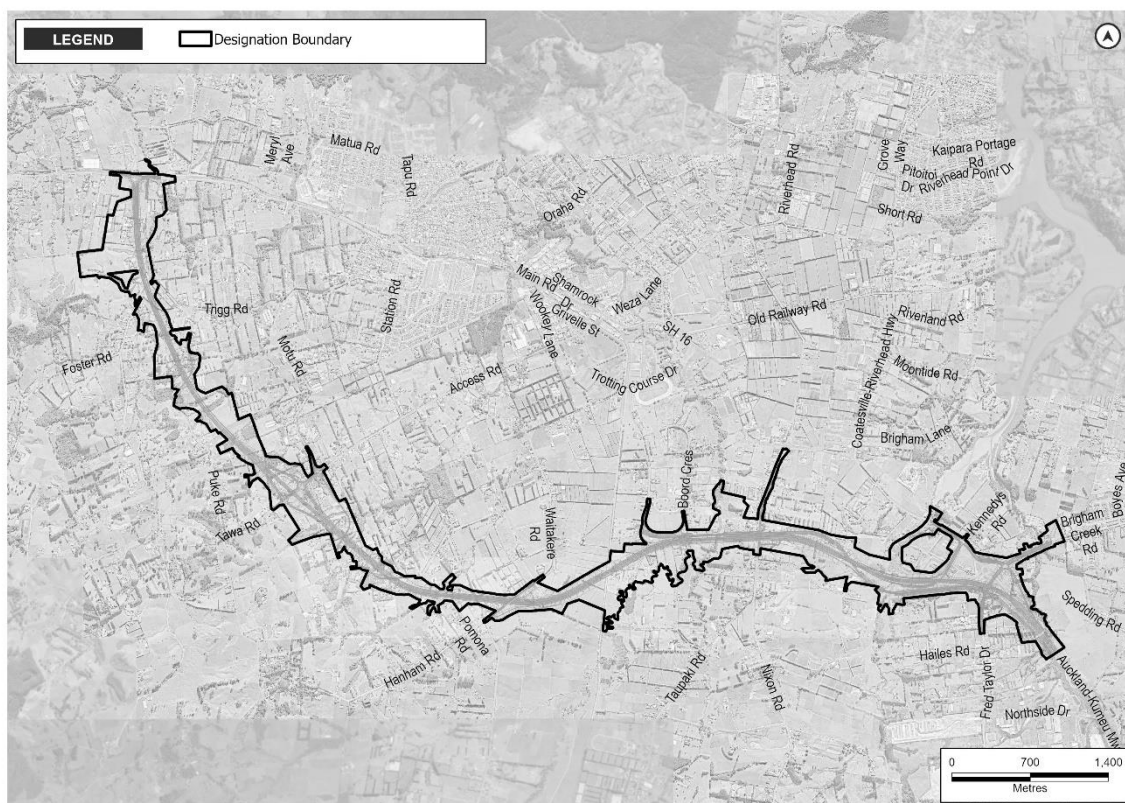 LEGEND
Designation Boundary
Meryl
Ave
Matua Rd
Tapu Rd
Oraha Rd
Riverhead Rd
Grove
Way
Kaipara Portage
Rd
Pitoitoi
Dr
Riverhead Point Dr
Short Rd
Trigg Rd
Station Rd
Main Rd
Shamrock
Dr
Grivelle St
Weza Lane
Wookey Lane
SH 16
Old Railway Rd
Riverland Rd
Foster Rd
Motu Rd
Access Rd
Trotting Course Dr
Coatesville-Riverhead Hwy
Moontide Rd
Brigham Lane
Puke Rd
Tawa Rd
Waitakere
Rd
Boord Cres
Kennedys
Rd
Brigham
Creek
Rd
Boyes Ave
Spedding Rd
Pomona
Rd
Hanham Rd
Taupaki Rd
Nixon Rd
Hailes Rd
Fred Taylor Dr
Northside Dr
Auckland-Kumeu Mw
0 700 1,400
Metres